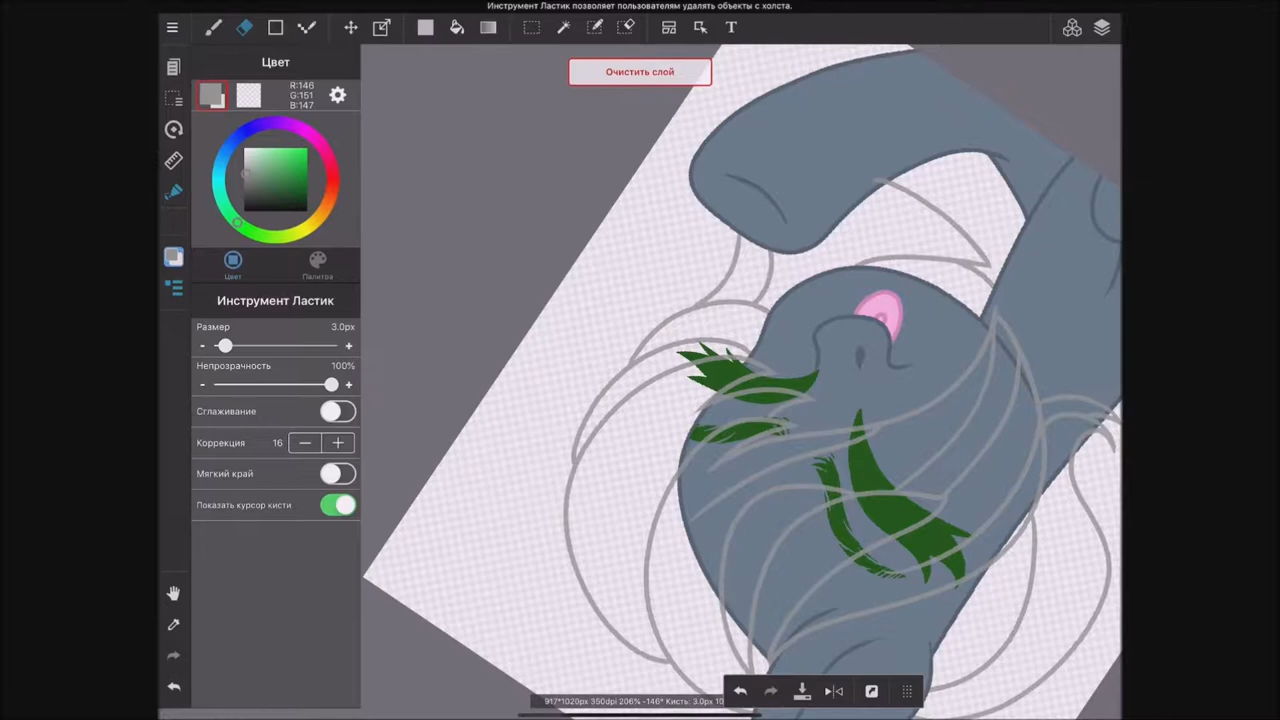 Инструмент Ластик позволяет пользователям удалять объекты с холста.
T
Цвет
Очистить слой
R:146
G:151
B:147
Цвет
Палитра
Инструмент Ластик
Размер 3.0px
- +
Непрозрачность 100%
- +
Сглаживание
Коррекция 16 - +
Мягкий край
Показать курсор кисти
917*1020px 350dpi 206% -146° Кисть: 3.0px 10